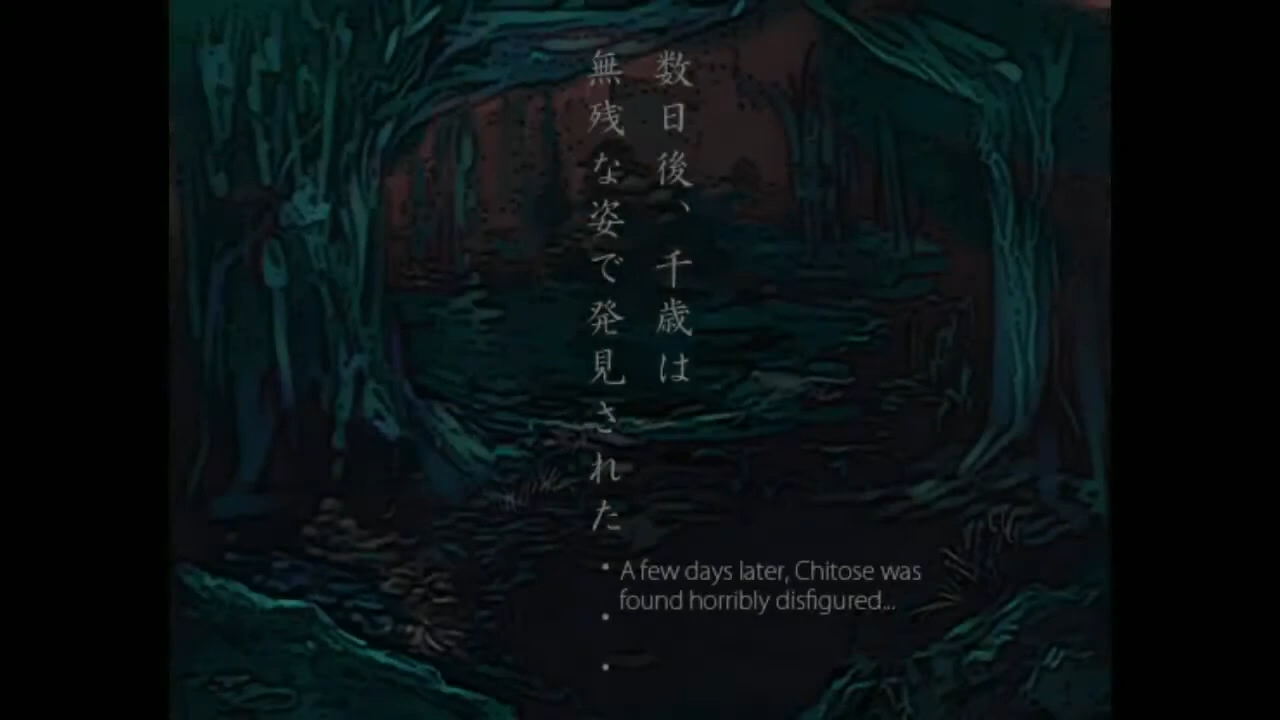 数日後、千歳は
無残な姿で発見された・・・
A few days later, Chitose was
found horribly disfigured...